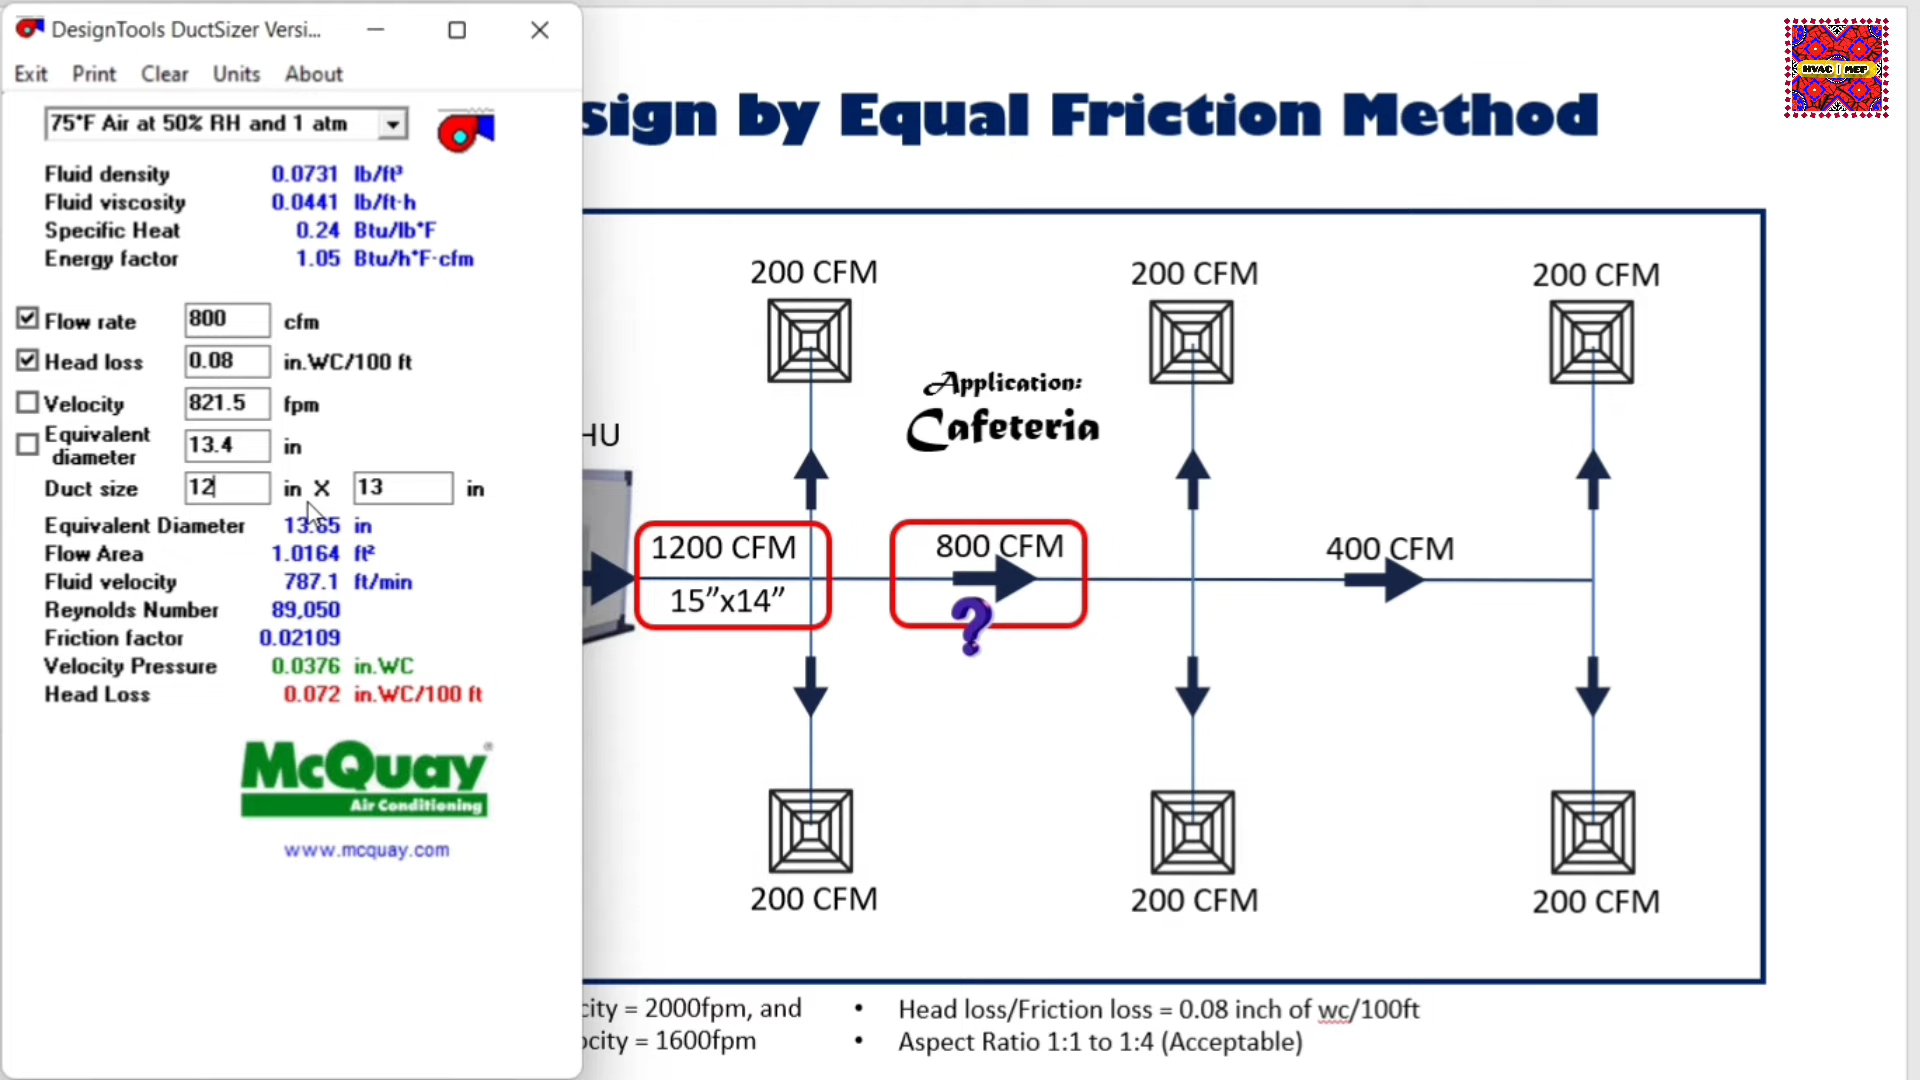 DesignTools DuctSizer Versi...
Exit Print Clear Units About
75°F Air at 50% RH and 1 atm
Fluid density 0.0731 lb/ft³
Fluid viscosity 0.0441 lb/ft·h
Specific Heat 0.24 Btu/lb°F
Energy factor 1.05 Btu/h°F·cfm
Flow rate 800 cfm
Head loss 0.08 in.WC/100 ft
Velocity 821.5 fpm
Equivalent diameter 13.4 in
Duct size 12 in X 13 in
Equivalent Diameter 13.65 in
Flow Area 1.0164 ft²
Fluid velocity 787.1 ft/min
Reynolds Number 89,050
Friction factor 0.02109
Velocity Pressure 0.0376 in.WC
Head Loss 0.072 in.WC/100 ft
McQuay®
Air Conditioning
www.mcquay.com
HVAC | MEP
sign by Equal Friction Method
200 CFM 200 CFM 200 CFM
Application:
Cafeteria
HU
1200 CFM 800 CFM 400 CFM
15”x14” ?
200 CFM 200 CFM 200 CFM
city = 2000fpm, and
ocity = 1600fpm
• Head loss/Friction loss = 0.08 inch of wc/100ft
• Aspect Ratio 1:1 to 1:4 (Acceptable)